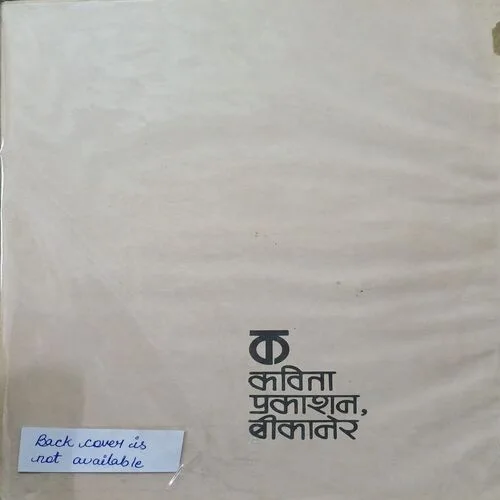 क
कविता
प्रकाशन,
बीकानेर
Back cover is
not available